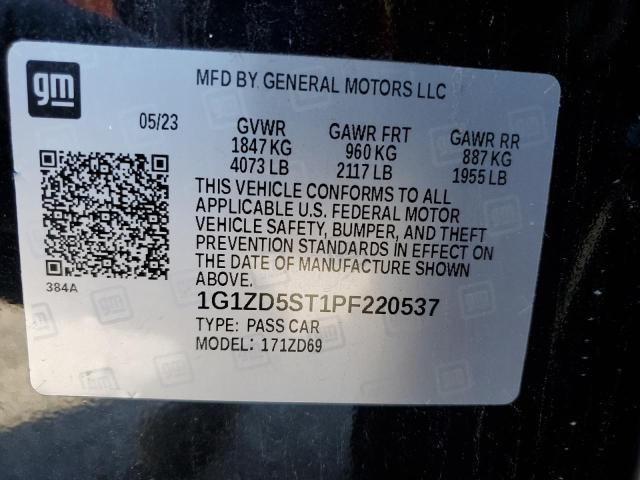 gm
MFD BY GENERAL MOTORS LLC
05/23
GVWR GAWR FRT GAWR RR
1847 KG 960 KG 887 KG
4073 LB 2117 LB 1955 LB
THIS VEHICLE CONFORMS TO ALL
APPLICABLE U.S. FEDERAL MOTOR
VEHICLE SAFETY, BUMPER, AND THEFT
PREVENTION STANDARDS IN EFFECT ON
THE DATE OF MANUFACTURE SHOWN
ABOVE.
384A
1G1ZD5ST1PF220537
TYPE: PASS CAR
MODEL: 171ZD69